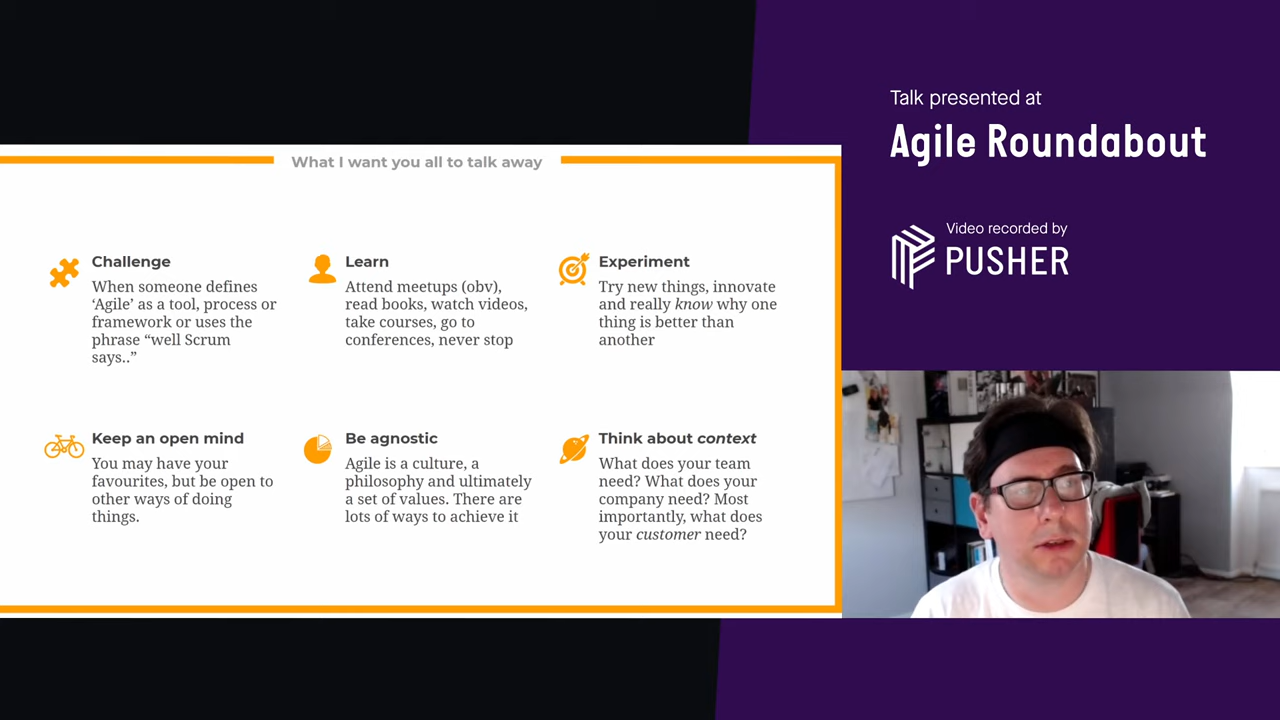 What I want you all to talk away
Challenge
When someone defines
‘Agile’ as a tool, process or
framework or uses the
phrase “well Scrum
says..”
Learn
Attend meetups (obv),
read books, watch videos,
take courses, go to
conferences, never stop
Experiment
Try new things, innovate
and really know why one
thing is better than
another
Keep an open mind
You may have your
favourites, but be open to
other ways of doing
things.
Be agnostic
Agile is a culture, a
philosophy and ultimately
a set of values. There are
lots of ways to achieve it
Think about context
What does your team
need? What does your
company need? Most
importantly, what does
your customer need?
Talk presented at
Agile Roundabout
Video recorded by
PUSHER